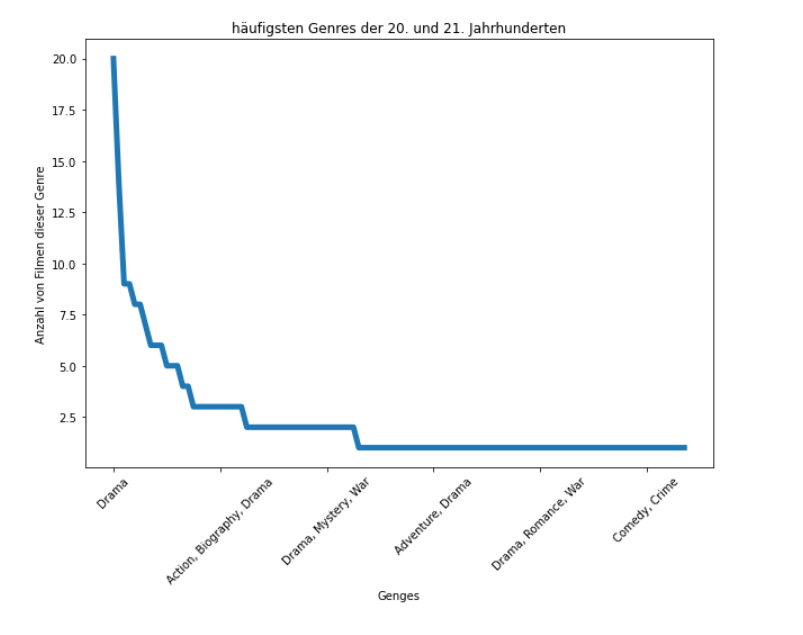 häufigsten Genres der 20. und 21. Jahrhunderten
Anzahl von Filmen dieser Genre
20.0
17.5
15.0
12.5
10.0
7.5
5.0
2.5
Drama
Action, Biography, Drama
Drama, Mystery, War
Adventure, Drama
Drama, Romance, War
Comedy, Crime
Genges